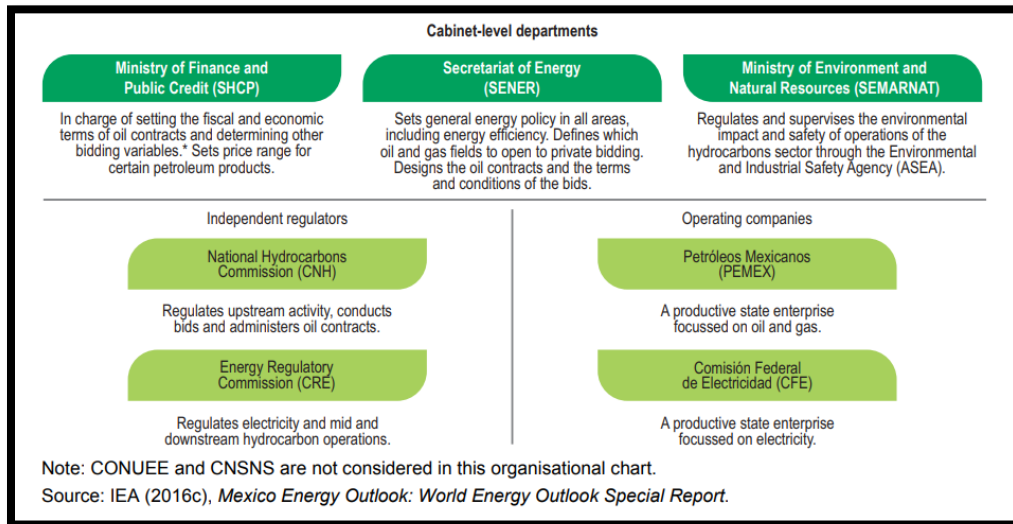 Cabinet-level departments
Ministry of Finance and
Public Credit (SHCP)
In charge of setting the fiscal and economic
terms of oil contracts and determining other
bidding variables.* Sets price range for
certain petroleum products.
Secretariat of Energy
(SENER)
Sets general energy policy in all areas,
including energy efficiency. Defines which
oil and gas fields to open to private bidding.
Designs the oil contracts and the terms
and conditions of the bids.
Ministry of Environment and
Natural Resources (SEMARNAT)
Regulates and supervises the environmental
impact and safety of operations of the
hydrocarbons sector through the Environmental
and Industrial Safety Agency (ASEA).
Independent regulators
National Hydrocarbons
Commission (CNH)
Regulates upstream activity, conducts
bids and administers oil contracts.
Energy Regulatory
Commission (CRE)
Regulates electricity and mid and
downstream hydrocarbon operations.
Operating companies
Petróleos Mexicanos
(PEMEX)
A productive state enterprise
focussed on oil and gas.
Comisión Federal
de Electricidad (CFE)
A productive state enterprise
focussed on electricity.
Note: CONUEE and CNSNS are not considered in this organisational chart.
Source: IEA (2016c), Mexico Energy Outlook: World Energy Outlook Special Report.